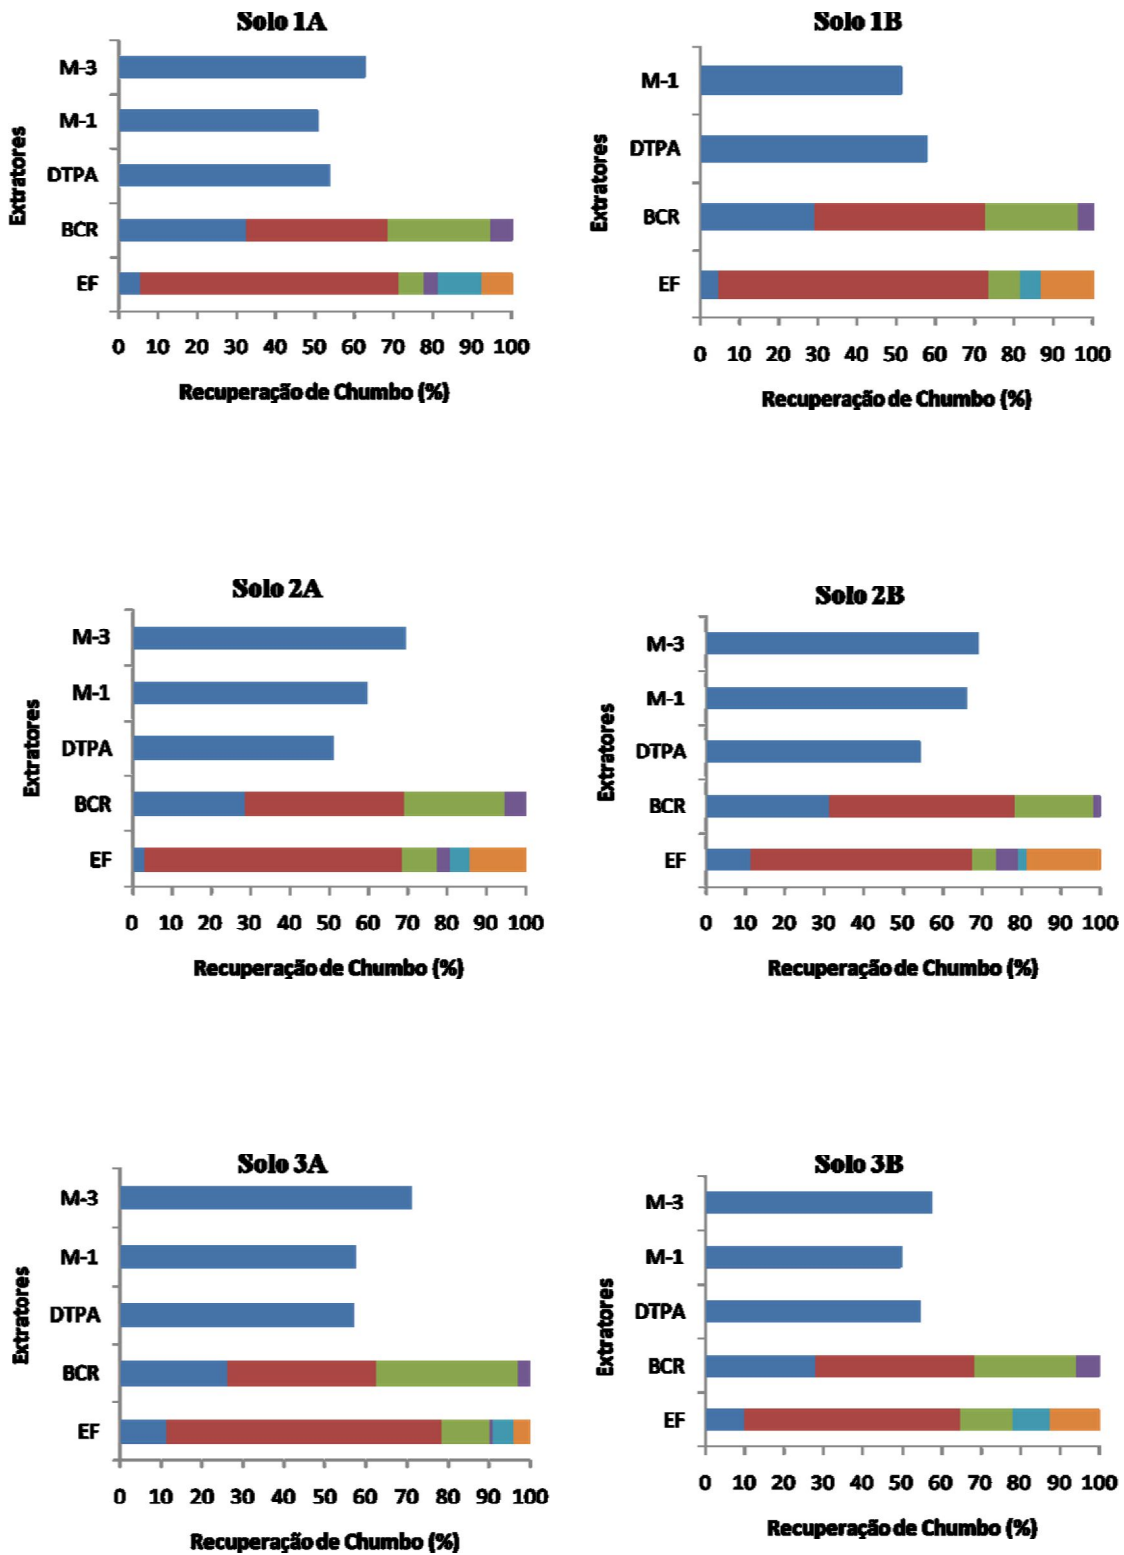 Solo 1A
Extratores
M-3
M-1
DTPA
BCR
EF
0 10 20 30 40 50 60 70 80 90 100
Recuperação de Chumbo (%)
Solo 1B
Extratores
M-1
DTPA
BCR
EF
0 10 20 30 40 50 60 70 80 90 100
Recuperação de Chumbo (%)
Solo 2A
Extratores
M-3
M-1
DTPA
BCR
EF
0 10 20 30 40 50 60 70 80 90 100
Recuperação de Chumbo (%)
Solo 2B
Extratores
M-3
M-1
DTPA
BCR
EF
0 10 20 30 40 50 60 70 80 90 100
Recuperação de Chumbo (%)
Solo 3A
Extratores
M-3
M-1
DTPA
BCR
EF
0 10 20 30 40 50 60 70 80 90 100
Recuperação de Chumbo (%)
Solo 3B
Extratores
M-3
M-1
DTPA
BCR
EF
0 10 20 30 40 50 60 70 80 90 100
Recuperação de Chumbo (%)